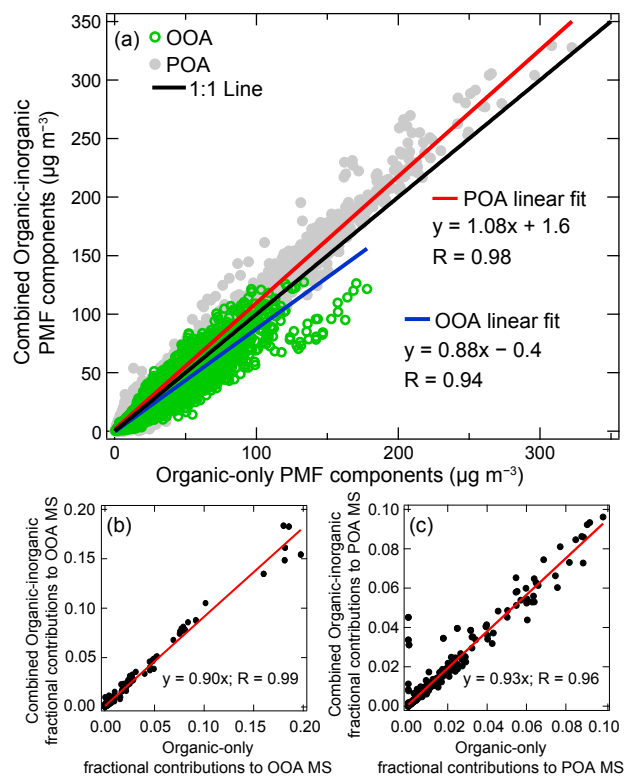 (a)
OOA
POA
1:1 Line
350
300
250
200
150
100
50
0
Combined Organic-inorganic
PMF components (µg m⁻³)
POA linear fit
y = 1.08x + 1.6
R = 0.98
OOA linear fit
y = 0.88x − 0.4
R = 0.94
0
100
200
300
Organic-only PMF components (µg m⁻³)
(b)
0.20
0.15
0.10
0.05
0.00
Combined Organic-inorganic
fractional contributions to OOA MS
y = 0.90x; R = 0.99
0.00
0.05
0.10
0.15
0.20
Organic-only
fractional contributions to OOA MS
(c)
0.10
0.08
0.06
0.04
0.02
0.00
Combined Organic-inorganic
fractional contributions to POA MS
y = 0.93x; R = 0.96
0.00
0.02
0.04
0.06
0.08
0.10
Organic-only
fractional contributions to POA MS